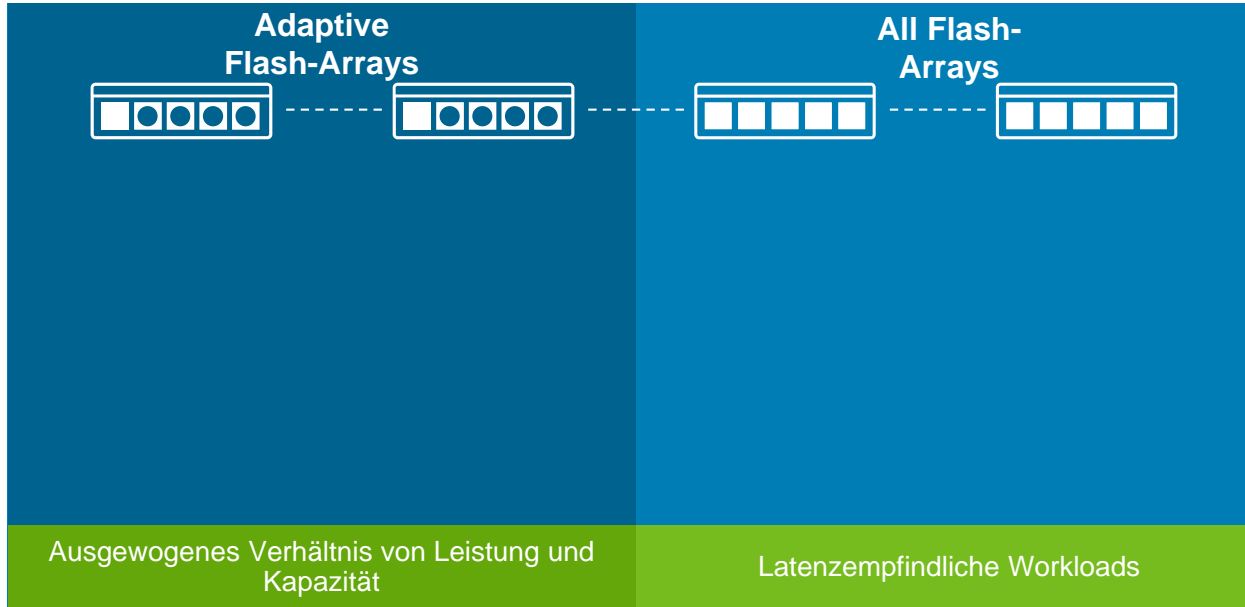 Adaptive
Flash-Arrays
All Flash-
Arrays
Ausgewogenes Verhältnis von Leistung und
Kapazität
Latenzempfindliche Workloads